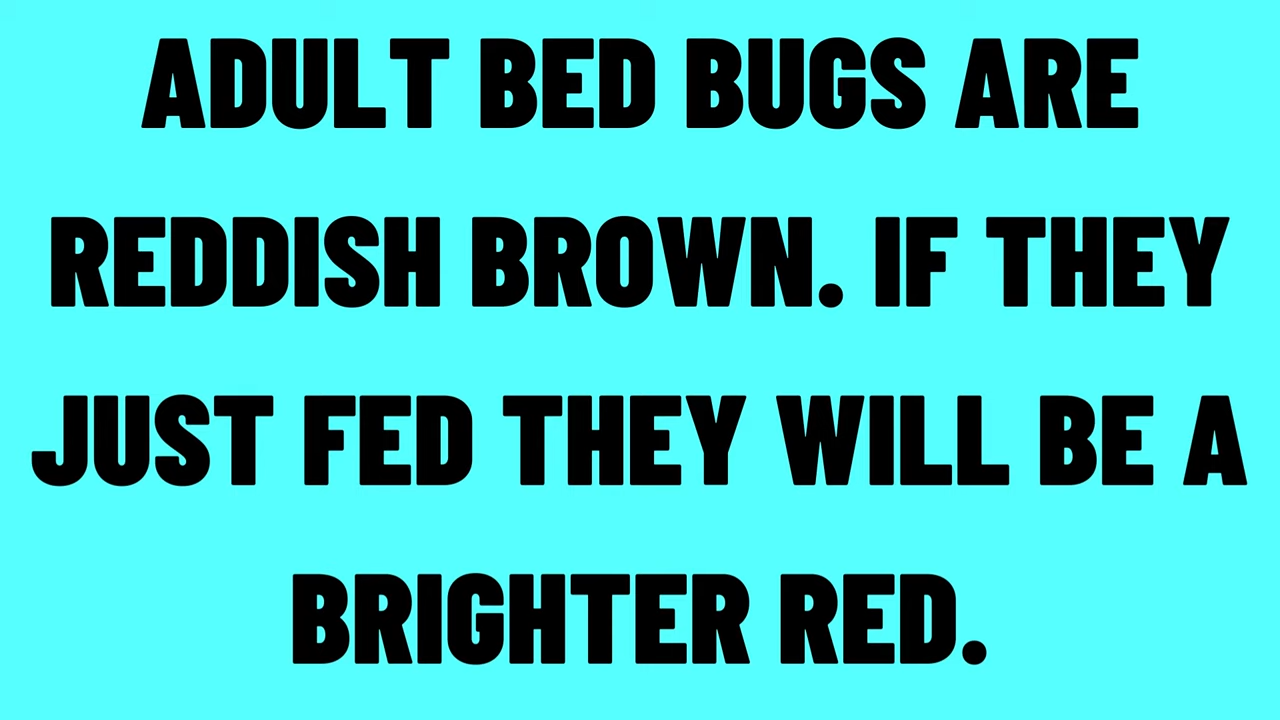 ADULT BED BUGS ARE
REDDISH BROWN. IF THEY
JUST FED THEY WILL BE A
BRIGHTER RED.